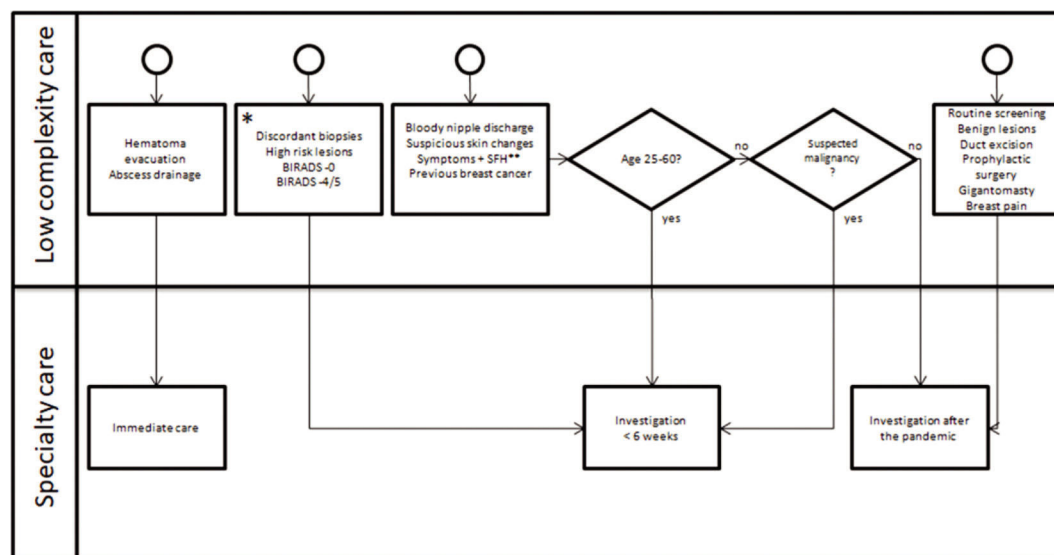 Low complexity care
Hematoma
evacuation
Abscess drainage
*
Discordant biopsies
High risk lesions
BIRADS -0
BIRADS -4/5
Bloody nipple discharge
Suspicious skin changes
Symptoms + SFH**
Previous breast cancer
Age 25-60?
no
yes
Suspected
malignancy
?
no
yes
Routine screening
Benign lesions
Duct excision
Prophylactic
surgery
Gigantomasty
Breast pain
Specialty care
Immediate care
Investigation
< 6 weeks
Investigation after
the pandemic